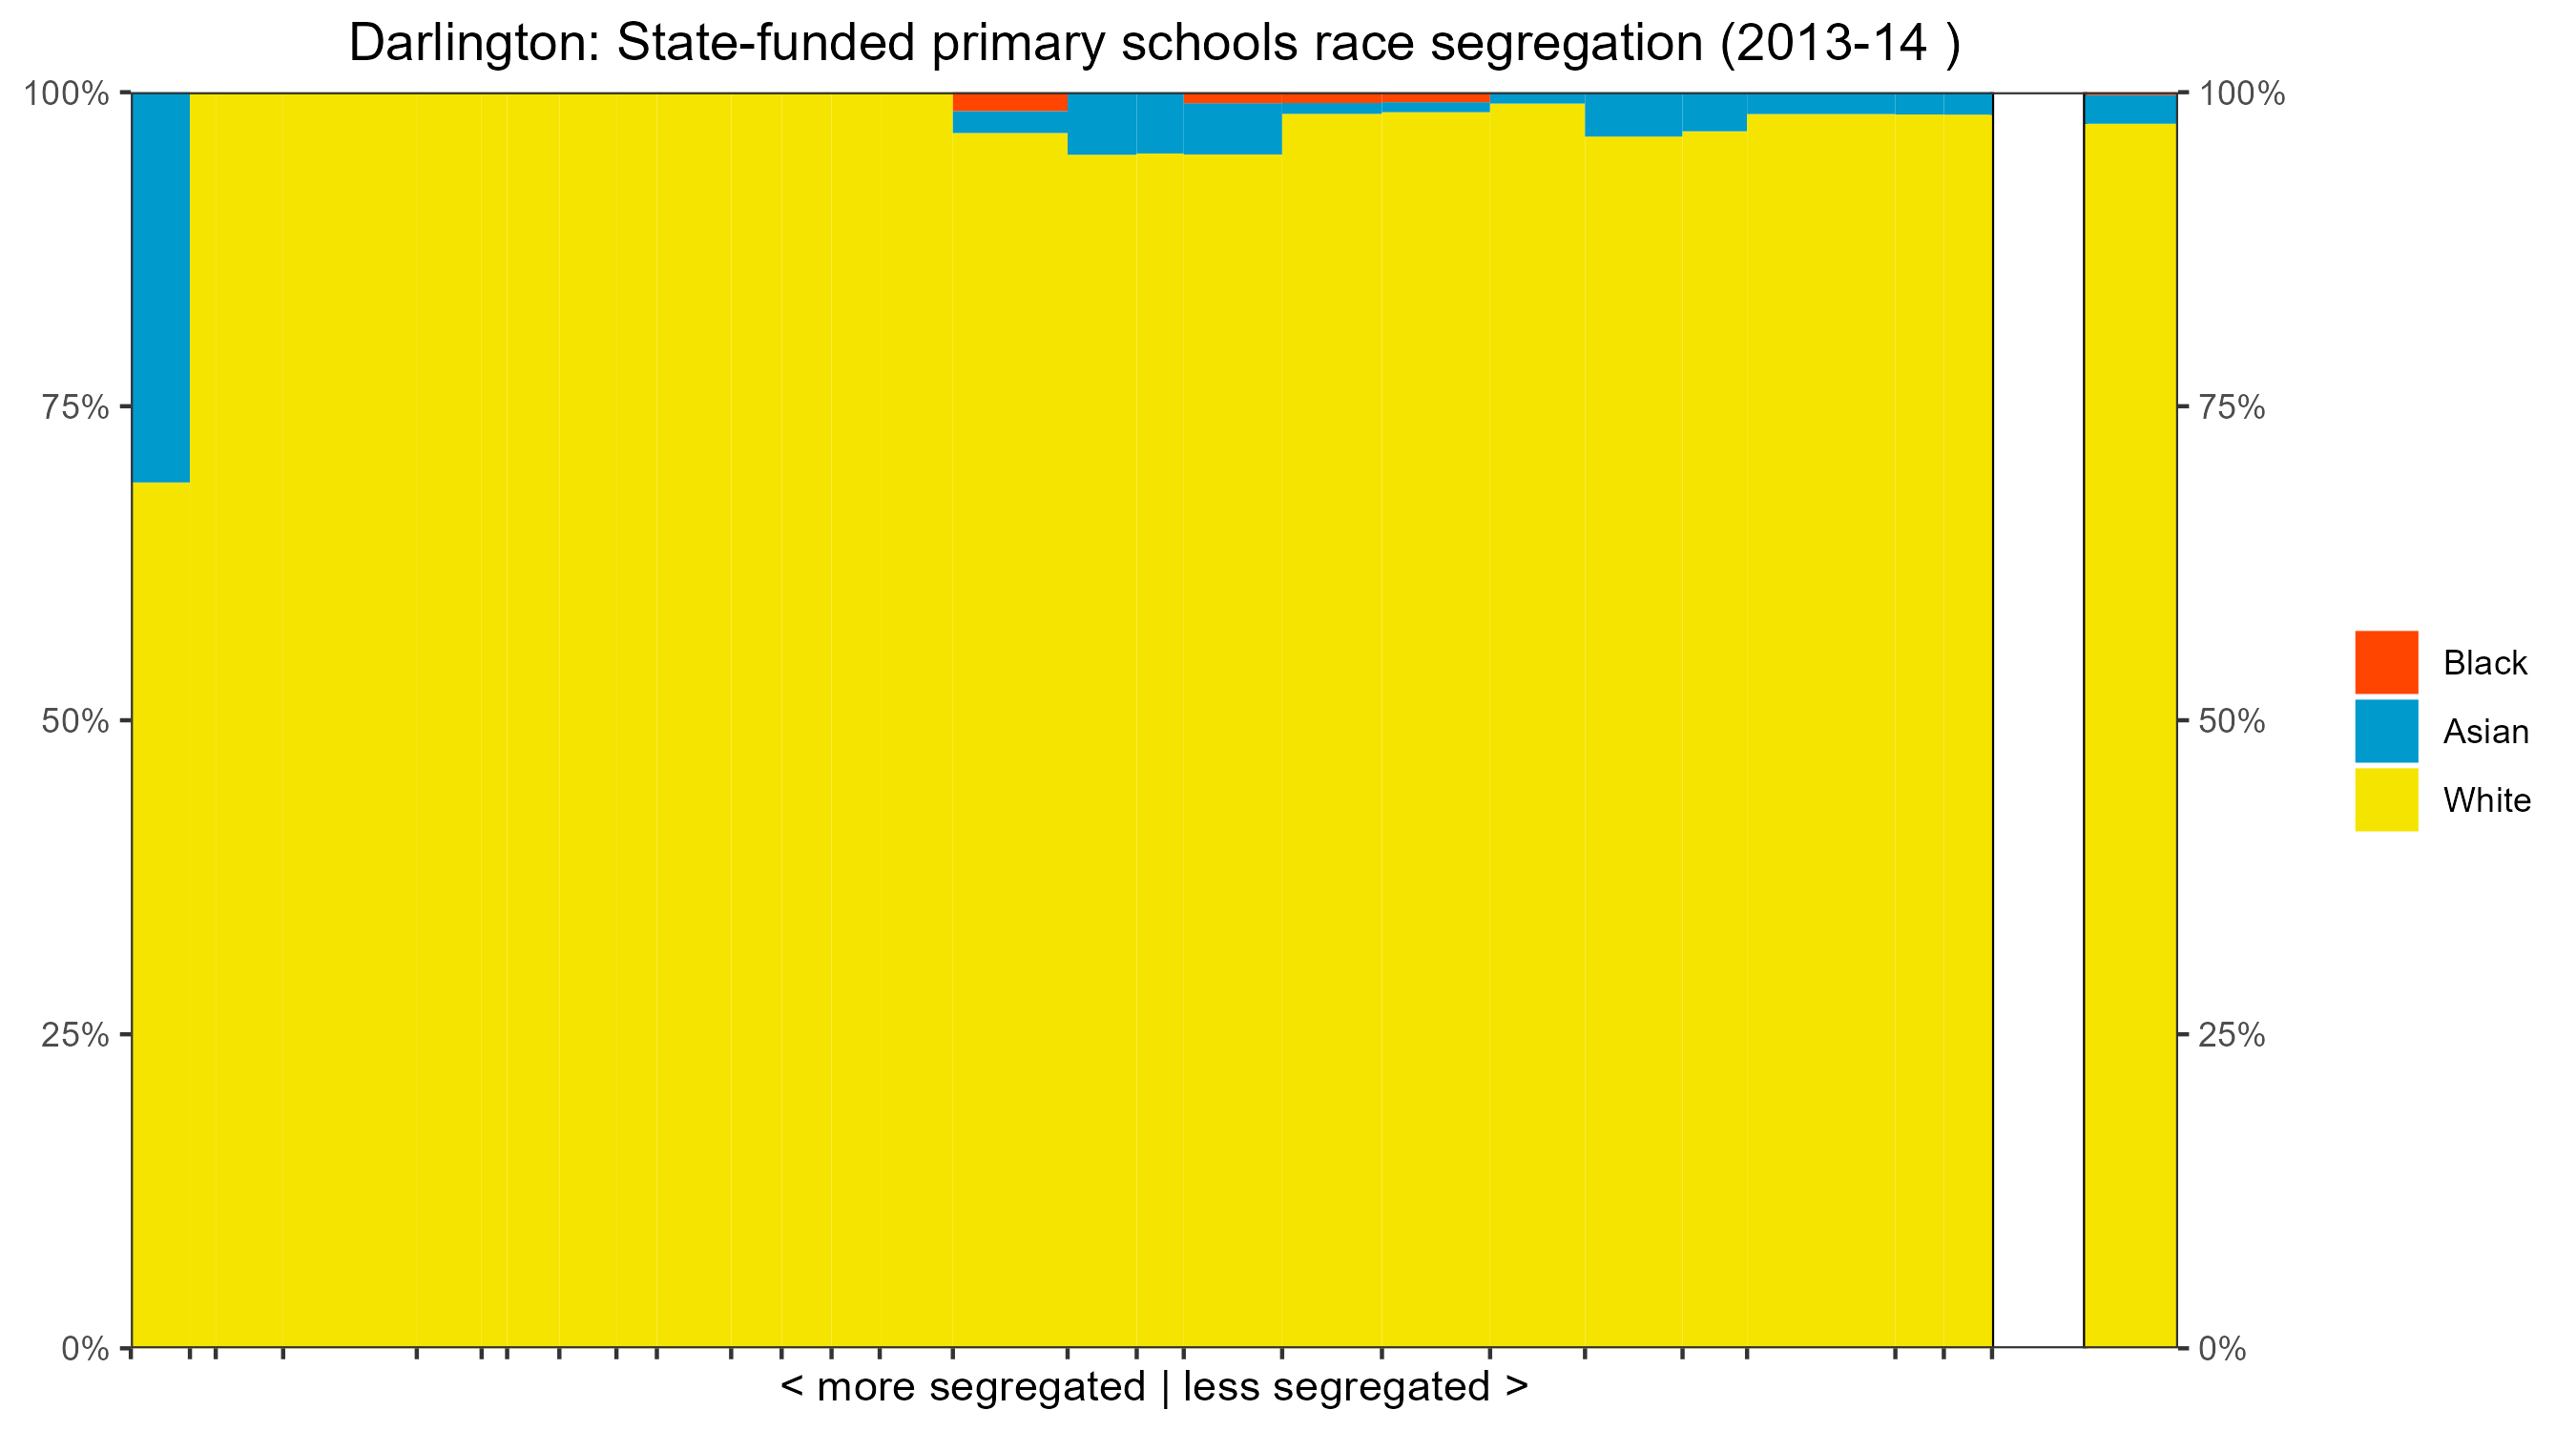 Darlington: State-funded primary schools race segregation (2013-14 )
100%
75%
50%
25%
0%
100%
75%
50%
25%
0%
Black
Asian
White
< more segregated | less segregated >